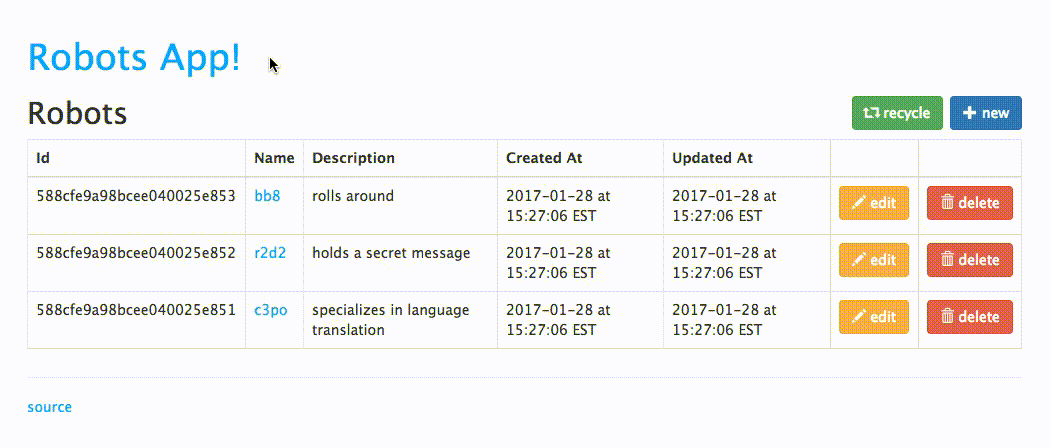 Robots App!
Robots
recycle
new
Id Name Description Created At Updated At
588cfe9a98bcee040025e853 bb8 rolls around 2017-01-28 at 2017-01-28 at edit delete
15:27:06 EST 15:27:06 EST
588cfe9a98bcee040025e852 r2d2 holds a secret message 2017-01-28 at 2017-01-28 at edit delete
15:27:06 EST 15:27:06 EST
588cfe9a98bcee040025e851 c3po specializes in language 2017-01-28 at 2017-01-28 at edit delete
translation 15:27:06 EST 15:27:06 EST
source